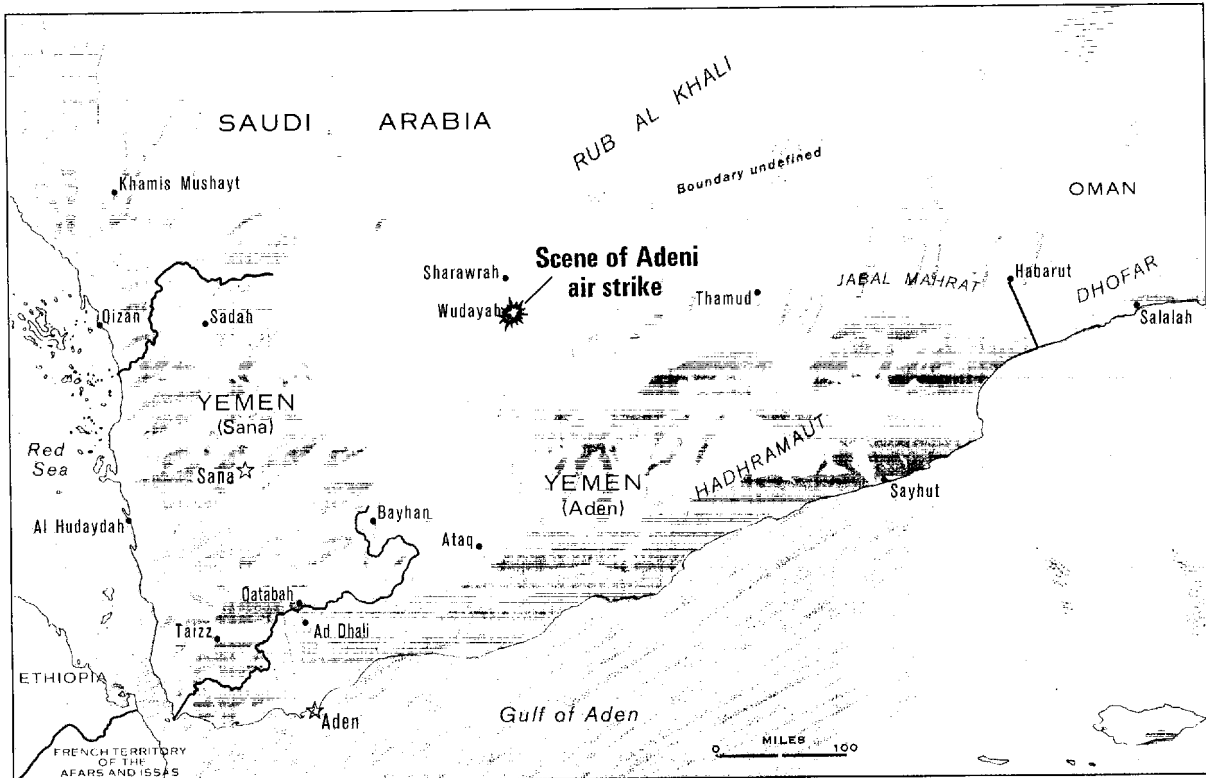 SAUDI ARABIA
RUB AL KHALI
Boundary undefined
Khamis Mushayt
OMAN
Scene of Adeni
air strike
Sharawrah
Wudayah
Thamud
JABAL MAHRAT
Habarut
DHOFAR
Salalah
Qizan
Sadah
YEMEN
(Sana)
Red
Sea
Sana
HADHRAMAUT
YEMEN
(Aden)
Sayhut
Al Hudaydah
Bayhan
Ataq
Qatabah
Taizz
Ad Dhali
ETHIOPIA
Aden
Gulf of Aden
FRENCH TERRITORY
OF THE
AFARS AND ISSAS
MILES
0 100